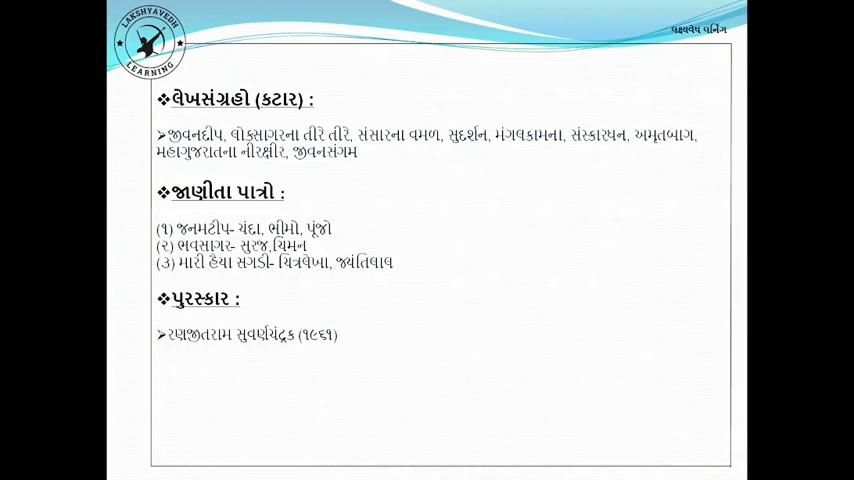 LAKSHYAVEDH
LEARNING
લક્ષ્યવેધ લર્નિંગ
❖લેખસંગ્રહો (કટાર) :
➢જીવનદીપ, લોકસાગરના તીરે તીરે, સંસારના વમળ, સુદર્શન, મંગલકામના, સંસ્કારધન, અમૃતબાગ,
મહાગુજરાતના નીરક્ષીર, જીવનસંગમ
❖જાણીતા પાત્રો :
(૧) જનમટીપ- ચંદા, ભીમો, પૂંજો
(૨) ભવસાગર- સુરજ,ચિમન
(૩) મારી હૈયા સગડી- ચિત્રલેખા, જયંતિલાલ
❖પુરસ્કાર :
➢રણજીતરામ સુવર્ણચંદ્રક (૧૯૬૧)